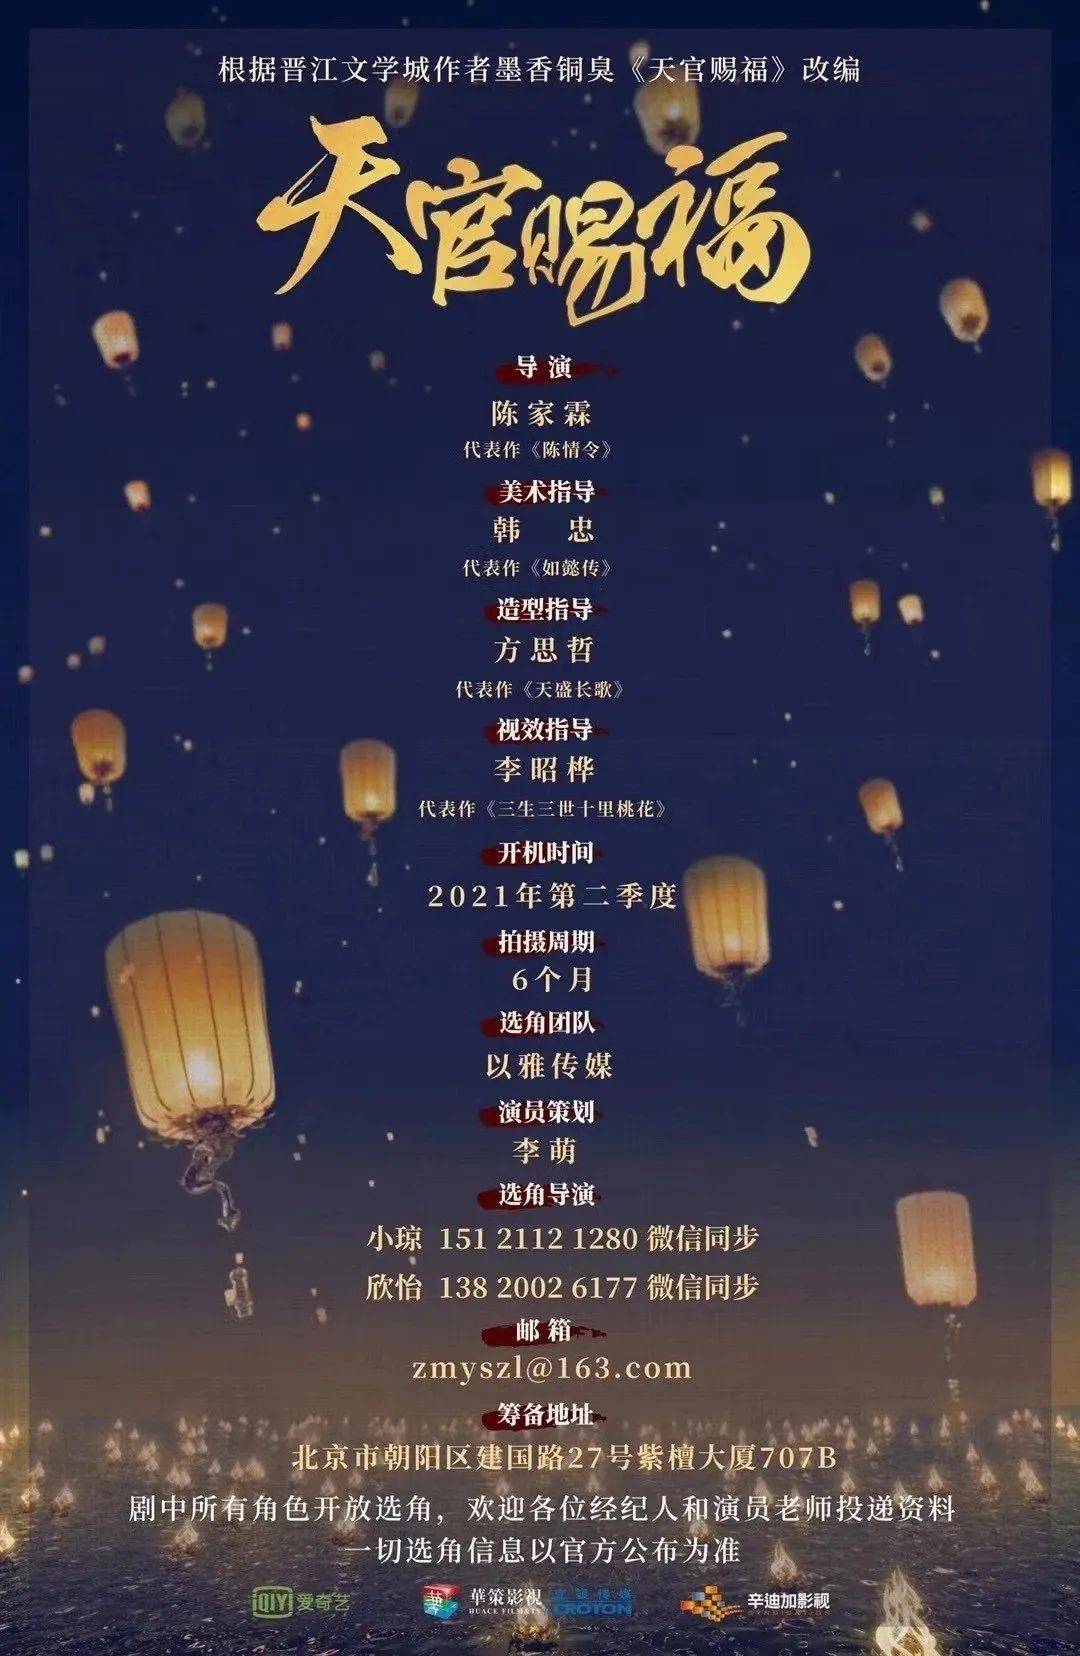 根据晋江文学城作者墨香铜臭《天官赐福》改编
天官赐福
导演
陈家霖
代表作《陈情令》
美术指导
韩 忠
代表作《如懿传》
造型指导
方思哲
代表作《天盛长歌》
视效指导
李昭桦
代表作《三生三世十里桃花》
开机时间
2021年第二季度
拍摄周期
6个月
选角团队
以雅传媒
演员策划
李萌
选角导演
小琼 151 2112 1280 微信同步
欣怡 138 2002 6177 微信同步
邮箱
zmyszl@163.com
筹备地址
北京市朝阳区建国路27号紫檀大厦707B
剧中所有角色开放选角，欢迎各位经纪人和演员老师投递资料
一切选角信息以官方公布为准
iQIYI 爱奇艺
華 華策影視 HUACE FILM&TV
克頓傳媒 CROTON
辛迪加影视 SYNDICATION